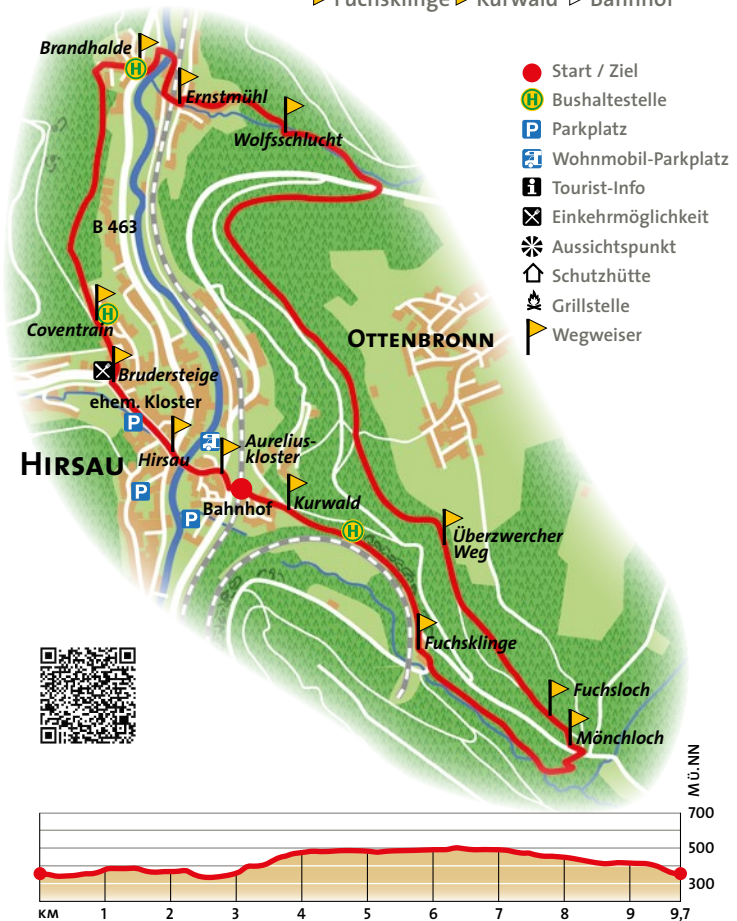 Fuchsklinge Kurwald Bahnhof
Brandhalde
H
Ernstmühl
Wolfsschlucht
Start / Ziel
H Bushaltestelle
P Parkplatz
Wohnmobil-Parkplatz
i Tourist-Info
Einkehrmöglichkeit
Aussichtspunkt
Schutzhütte
Grillstelle
Wegweiser
B 463
H
Coventrain
OTTENBRONN
Brudersteige
ehem. Kloster
P
Hirsau
HIRSAU
Aurelius-
kloster
P
Bahnhof
P
Kurwald
H
Überzwercher
Weg
Fuchsklinge
Fuchsloch
Mönchloch
M Ü.NN
700
500
300
KM 1 2 3 4 5 6 7 8 9 9,7